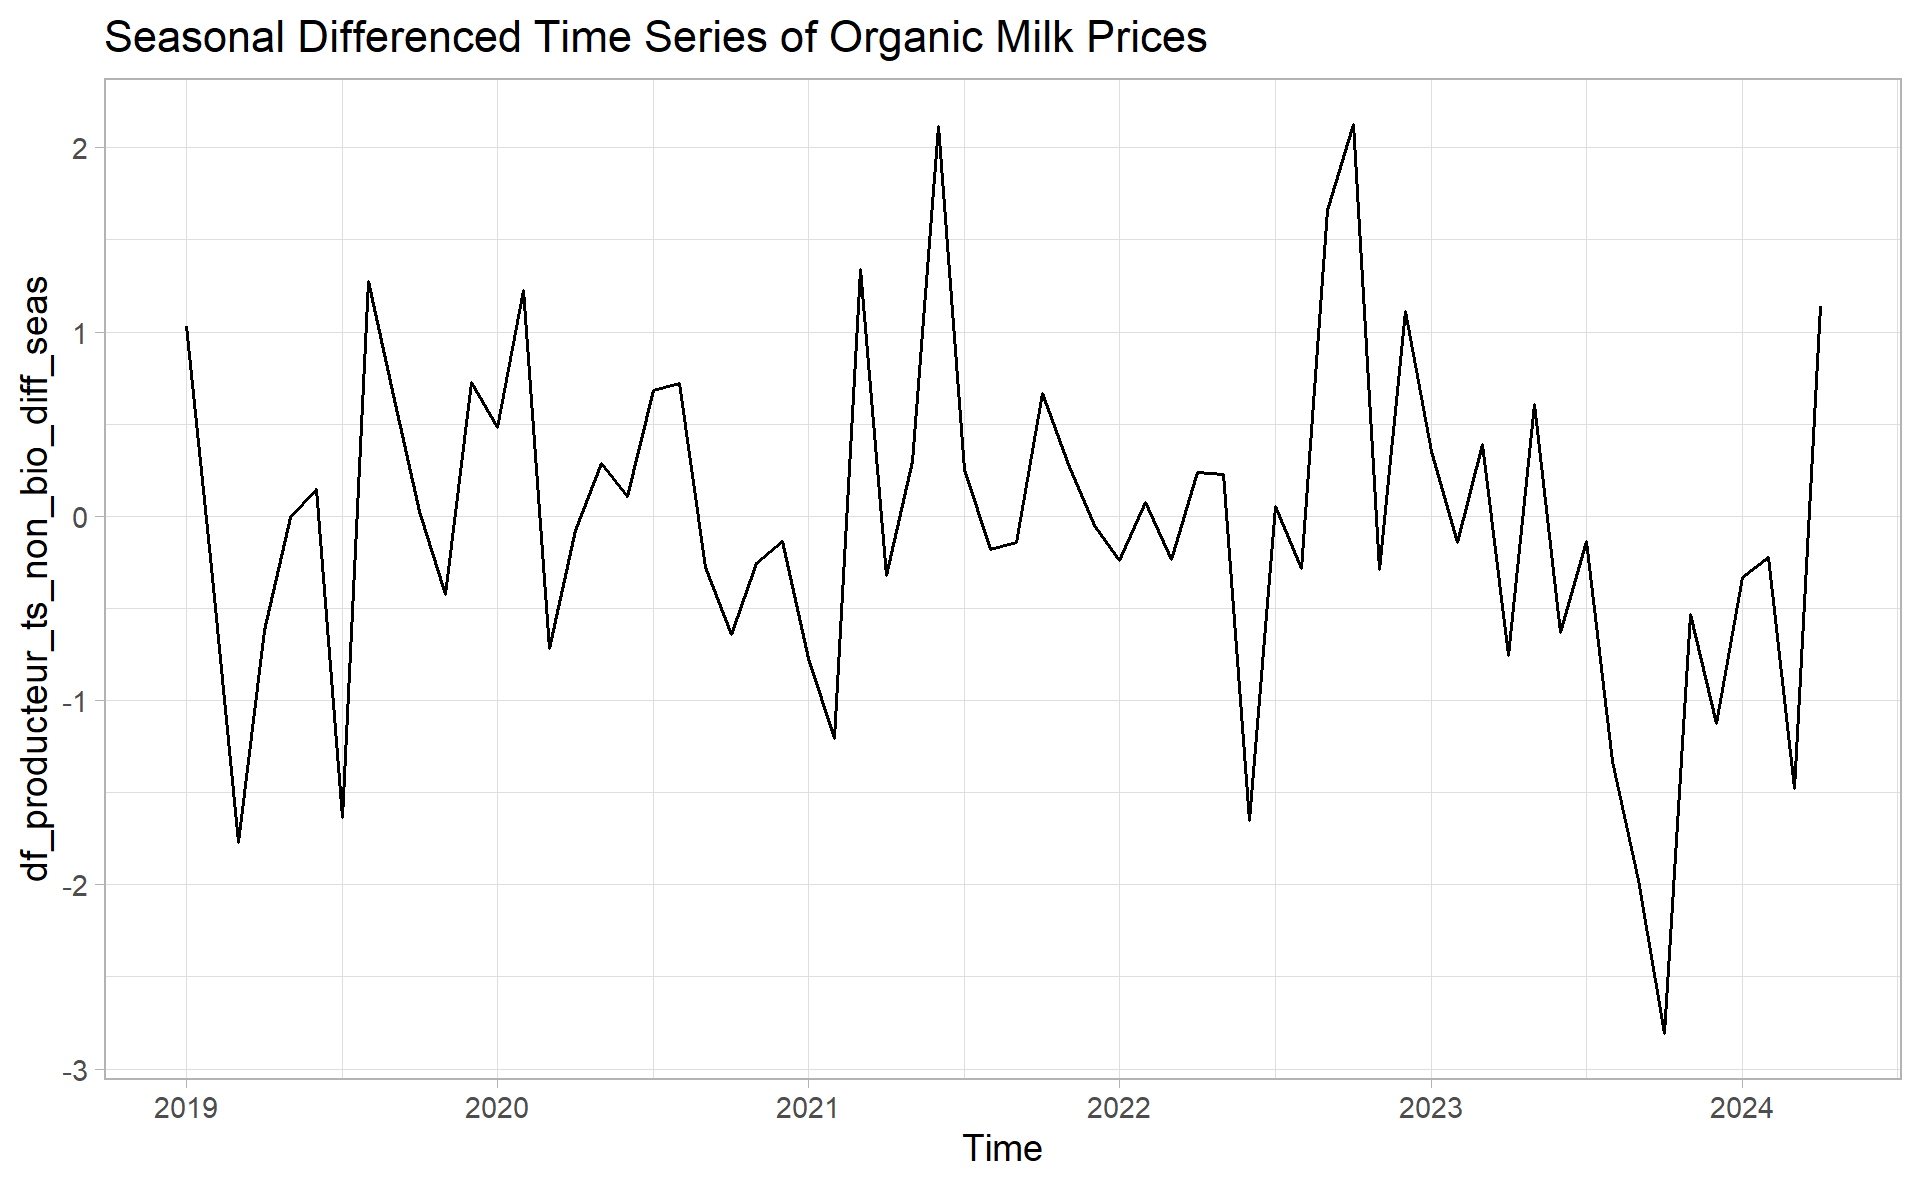 Seasonal Differenced Time Series of Organic Milk Prices
df_producteur_ts_non_bio_diff_seas
2
1
0
-1
-2
-3
2019 2020 2021 2022 2023 2024
Time